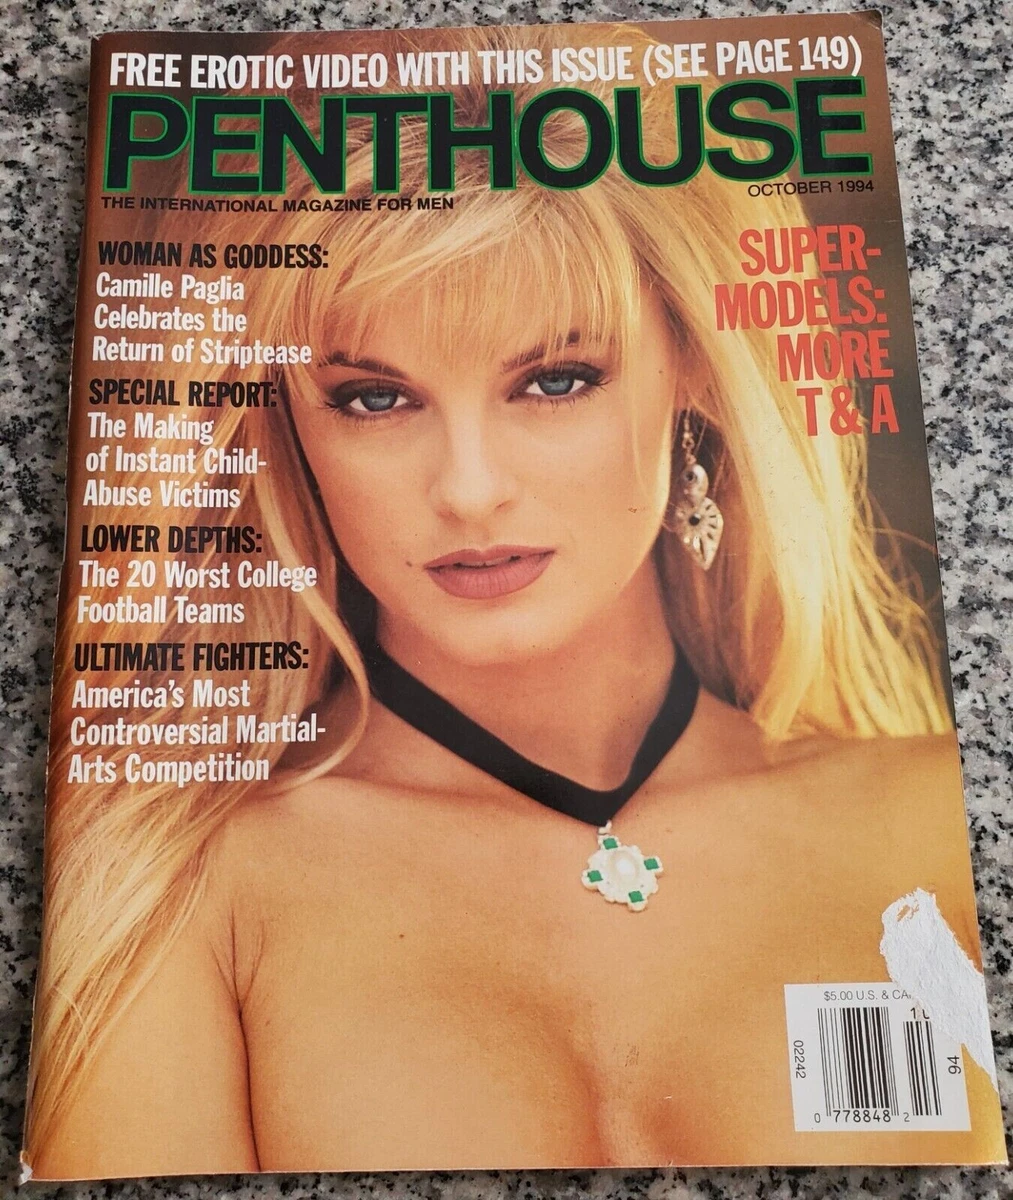 FREE EROTIC VIDEO WITH THIS ISSUE (SEE PAGE 149)
PENTHOUSE
THE INTERNATIONAL MAGAZINE FOR MEN
OCTOBER 1994
WOMAN AS GODDESS:
Camille Paglia
Celebrates the
Return of Striptease
SPECIAL REPORT:
The Making
of Instant Child-
Abuse Victims
LOWER DEPTHS:
The 20 Worst College
Football Teams
ULTIMATE FIGHTERS:
America's Most
Controversial Martial-
Arts Competition
SUPER-
MODELS:
MORE
T & A
$5.00 U.S. &
02242
94
0 778848 2